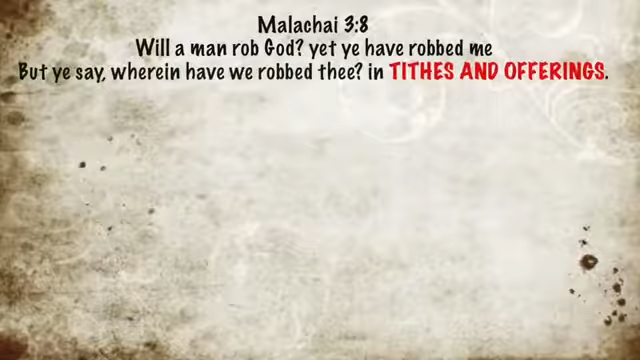 Malachai 3:8
Will a man rob God? yet ye have robbed me
But ye say, wherein have we robbed thee? in TITHES AND OFFERINGS.